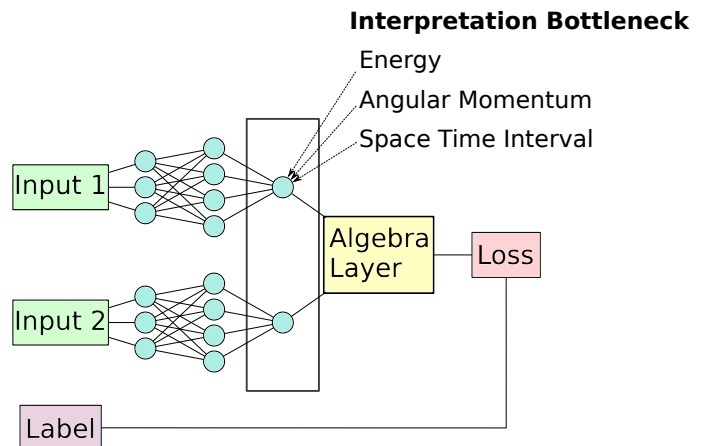 Interpretation Bottleneck
Energy
Angular Momentum
Space Time Interval
Input 1
Algebra
Layer
Loss
Input 2
Label